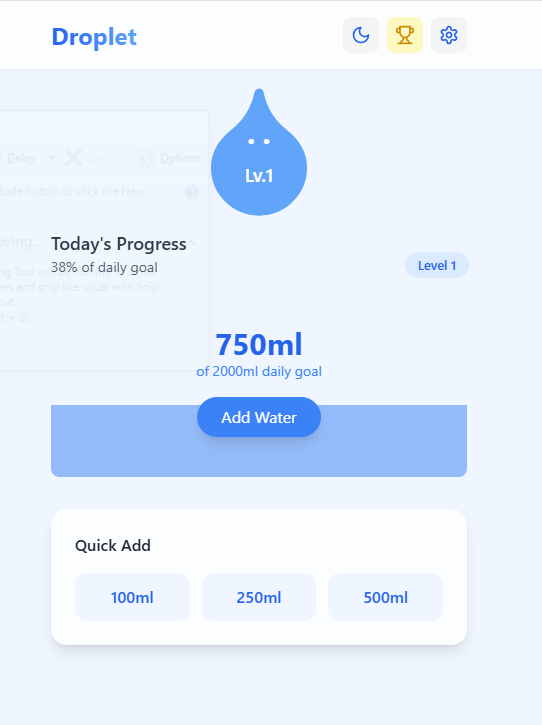 Droplet
Delay
Cancel
Options
Mode button or click the New
Lv.1
oving...
Today's Progress
38% of daily goal
ng Tool w
res and snip like usual with Snip
cut
ft + S).
Level 1
750ml
of 2000ml daily goal
Add Water
Quick Add
100ml
250ml
500ml